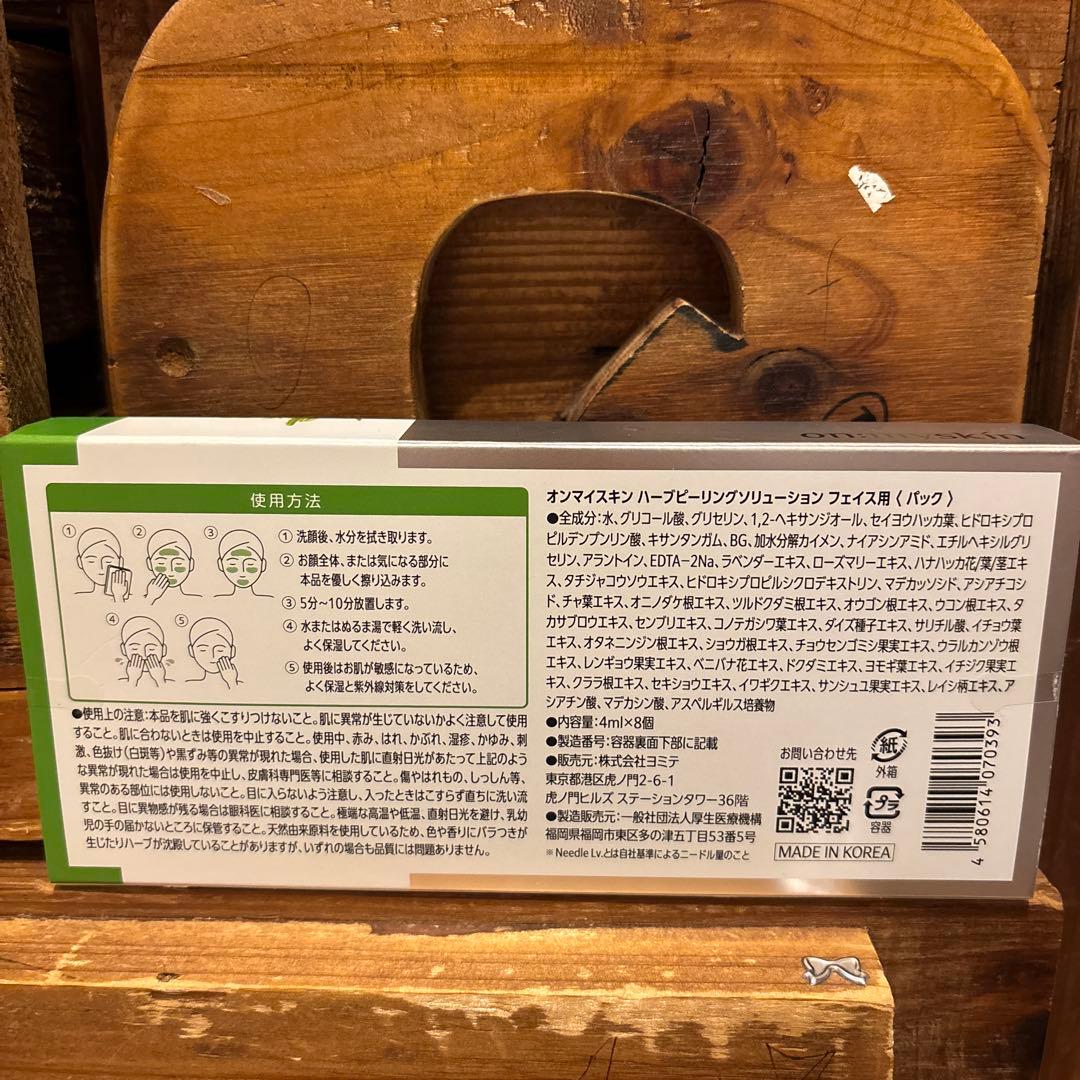 on:myskin
使用方法
① ② ③
④ ⑤
① 洗顔後、水分を拭き取ります。
② お顔全体、または気になる部分に
本品を優しく擦り込みます。
③ 5分〜10分放置します。
④ 水またはぬるま湯で軽く洗い流し、
よく保湿してください。
⑤ 使用後はお肌が敏感になっているため、
よく保湿と紫外線対策をしてください。
●使用上の注意:本品を肌に強くこすりつけないこと。肌に異常が生じていないかよく注意して使用
すること。肌に合わないときは使用を中止すること。使用中、赤み、はれ、かぶれ、湿疹、かゆみ、刺
激、色抜け(白斑等)や黒ずみ等の異常が現れた場合、使用した肌に直射日光があたって上記のよう
な異常が現れた場合は使用を中止し、皮膚科専門医等に相談すること。傷やはれもの、しっしん等、
異常のある部位には使用しないこと。目に入らないよう注意し、入ったときはこすらず直ちに洗い流
すこと。目に異物感が残る場合は眼科医に相談すること。極端な高温や低温、直射日光を避け、乳幼
児の手の届かないところに保管すること。天然由来原料を使用しているため、色や香りにバラつきが
生じたりハーブが沈殿していることがありますが、いずれの場合も品質には問題ありません。
オンマイスキン ハーブピーリングソリューション フェイス用〈 パック 〉
●全成分:水、グリコール酸、グリセリン、1,2-ヘキサンジオール、セイヨウハッカ葉、ヒドロキシプロ
ピルデンプンリン酸、キサンタンガム、BG、加水分解カイメン、ナイアシンアミド、エチルヘキシルグリ
セリン、アラントイン、EDTA-2Na、ラベンダーエキス、ローズマリーエキス、ハナハッカ花/葉/茎エキ
ス、タチジャコウソウエキス、ヒドロキシプロピルシクロデキストリン、マデカッソシド、アシアチコシ
ド、チャ葉エキス、オニノダケ根エキス、ツルドクダミ根エキス、オウゴン根エキス、ウコン根エキス、タ
カサブロウエキス、センブリエキス、コノテガシワ葉エキス、ダイズ種子エキス、サリチル酸、イチョウ葉
エキス、オタネニンジン根エキス、ショウガ根エキス、チョウセンゴミシ果実エキス、ウラルカンゾウ根
エキス、レンギョウ果実エキス、ベニバナ花エキス、ドクダミエキス、ヨモギ葉エキス、イチジク果実エ
キス、クララ根エキス、セキショウエキス、イワギクエキス、サンシュユ果実エキス、レイシ柄エキス、ア
シアチン酸、マデカシン酸、アスペルギルス培養物
●内容量:4ml×8個
●製造番号:容器裏面下部に記載
●販売元:株式会社ヨミテ
東京都港区虎ノ門2-6-1
虎ノ門ヒルズ ステーションタワー36階
●製造販売元:一般社団法人厚生医療機構
福岡県福岡市東区多の津五丁目53番5号
※ Needle Lv.とは自社基準によるニードル量のこと
お問い合わせ先
MADE IN KOREA
紙
外箱
プラ
容器
4 580614 070393